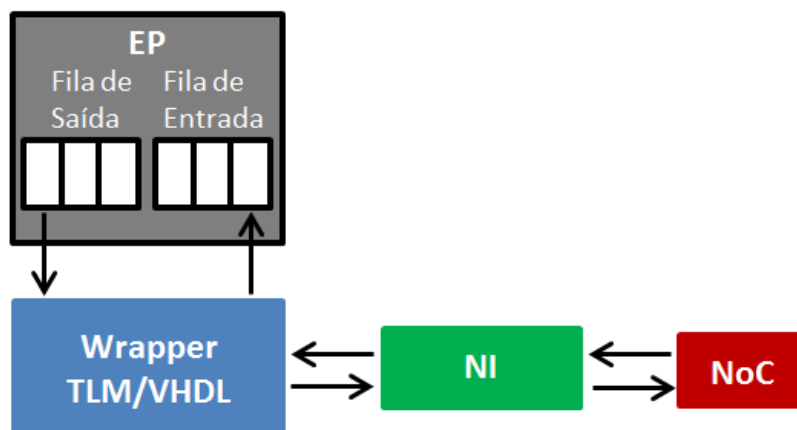 EP
Fila de Fila de
Saída Entrada
Wrapper
TLM/VHDL
NI
NoC